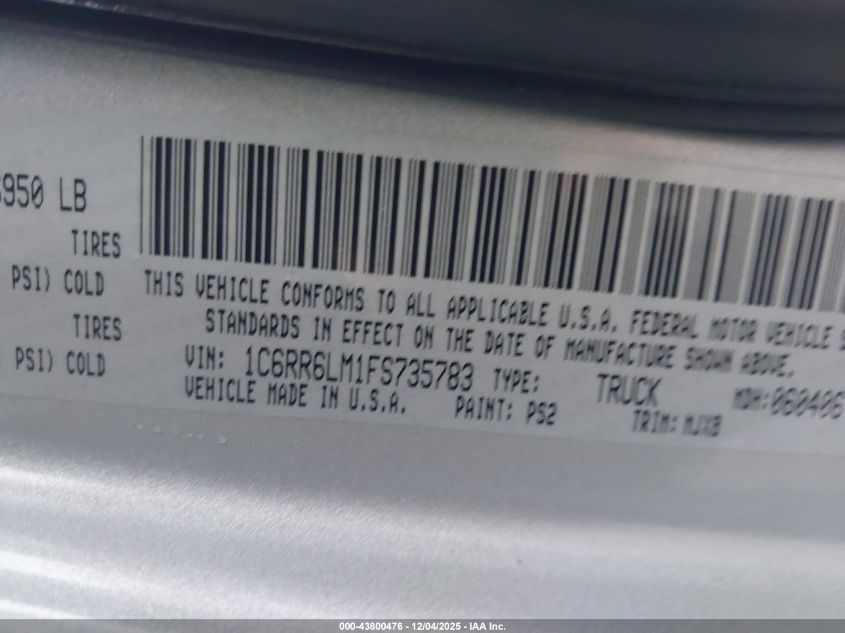 950 LB
TIRES
PSI) COLD
TIRES
PSI) COLD
THIS VEHICLE CONFORMS TO ALL APPLICABLE U.S.A. FEDERAL MOTOR VEHICLE
STANDARDS IN EFFECT ON THE DATE OF MANUFACTURE SHOWN ABOVE.
VIN: 1C6RR6LM1FS735783 TYPE: TRUCK MDH:060406
VEHICLE MADE IN U.S.A. PAINT: PS2 TRIM: MJX8
000-43800476 - 12/04/2025 - IAA Inc.